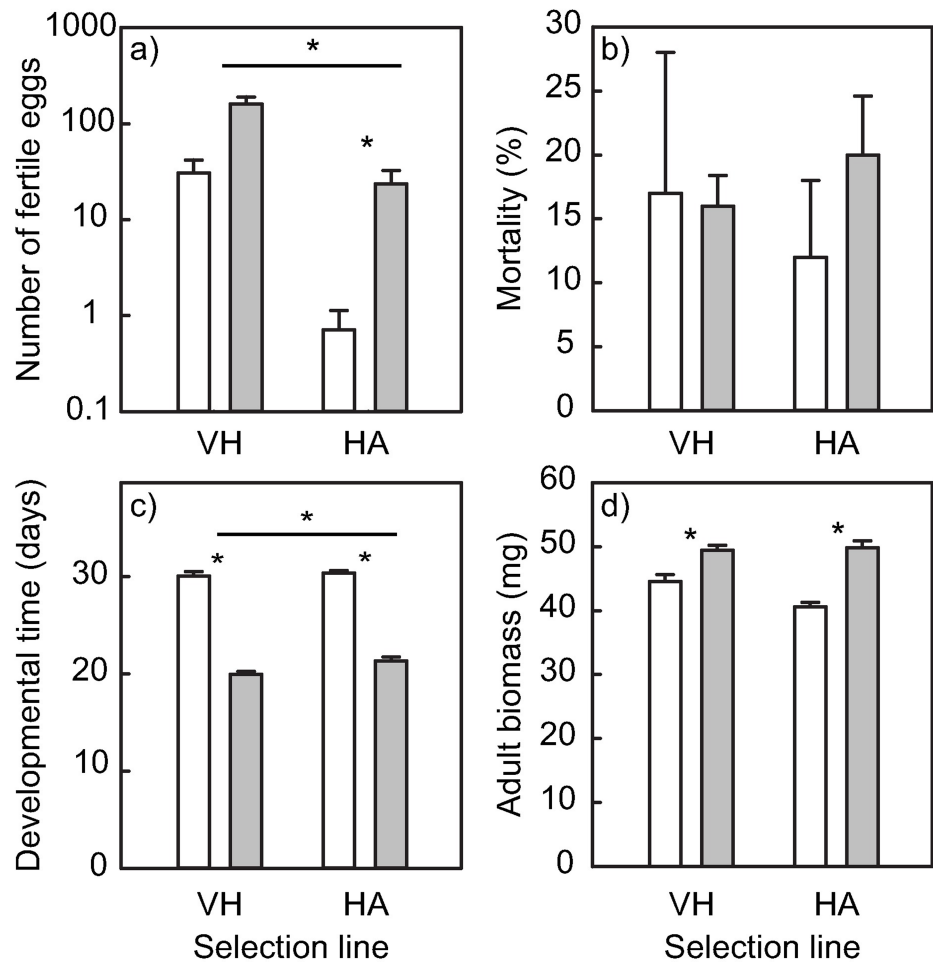 a)
Number of fertile eggs
1000
100
10
1
0.1
*
*
VH HA
b)
Mortality (%)
30
25
20
15
10
5
0
VH HA
c)
Developmental time (days)
30
20
10
0
*
*
*
VH HA
Selection line
d)
Adult biomass (mg)
60
50
40
30
20
10
0
*
*
VH HA
Selection line